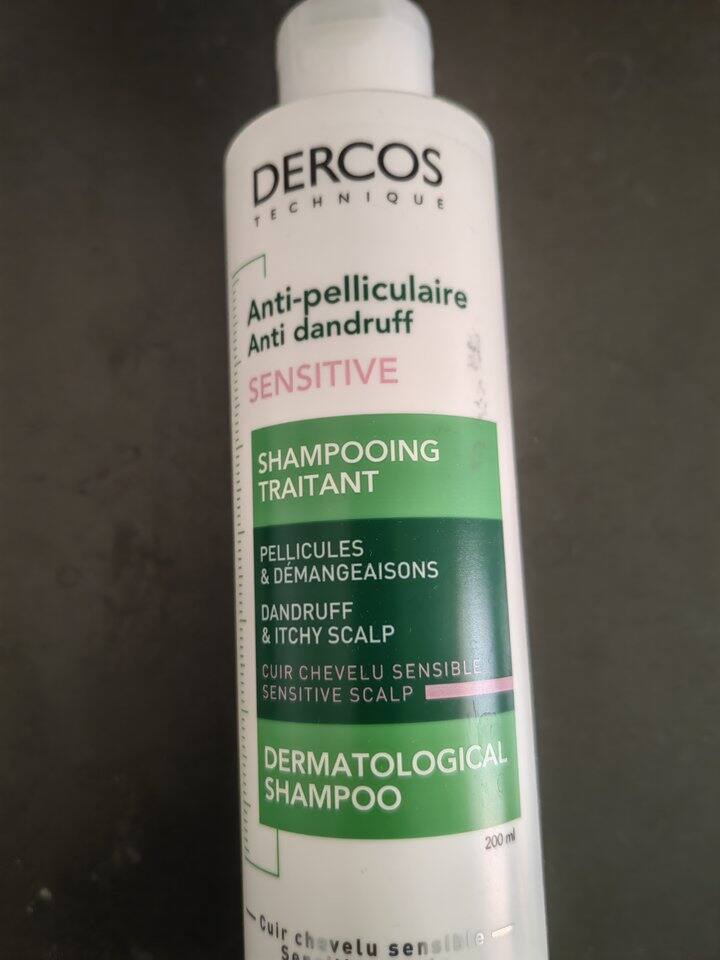 DERCOS
TECHNIQUE
Anti-pelliculaire
Anti dandruff
SENSITIVE
SHAMPOOING
TRAITANT
PELLICULES
& DÉMANGEAISONS
DANDRUFF
& ITCHY SCALP
CUIR CHEVELU SENSIBLE
SENSITIVE SCALP
DERMATOLOGICAL
SHAMPOO
200 ml
Cuir chevelu sensible